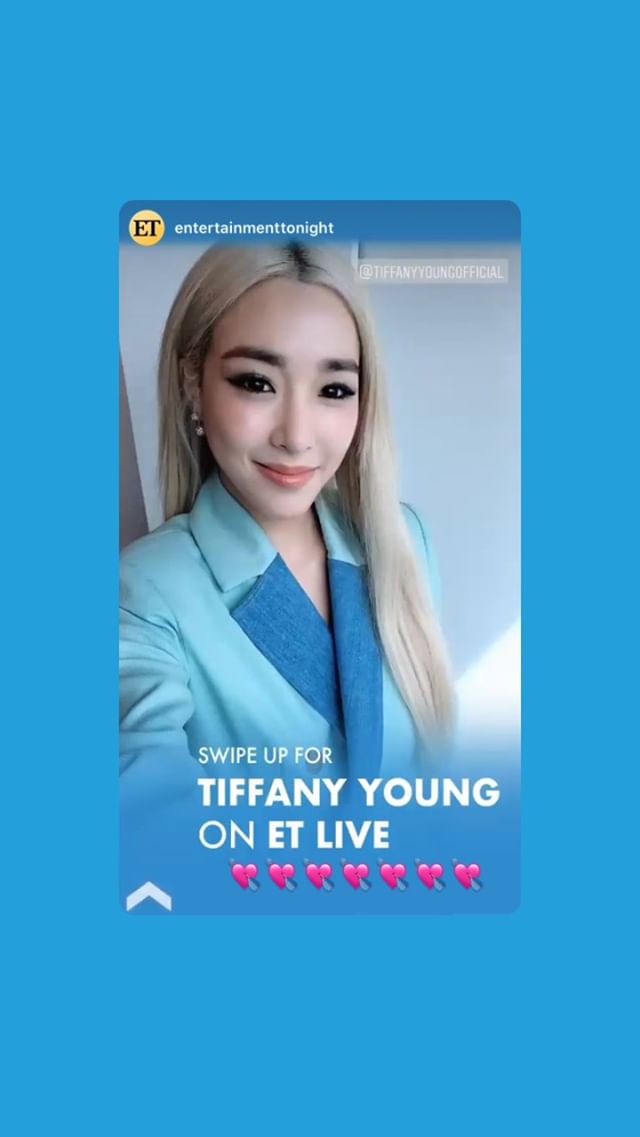 ET entertainmenttonight
@TIFFANYYOUNGOFFICIAL
SWIPE UP FOR
TIFFANY YOUNG
ON ET LIVE
💘💘💘💘💘💘💘